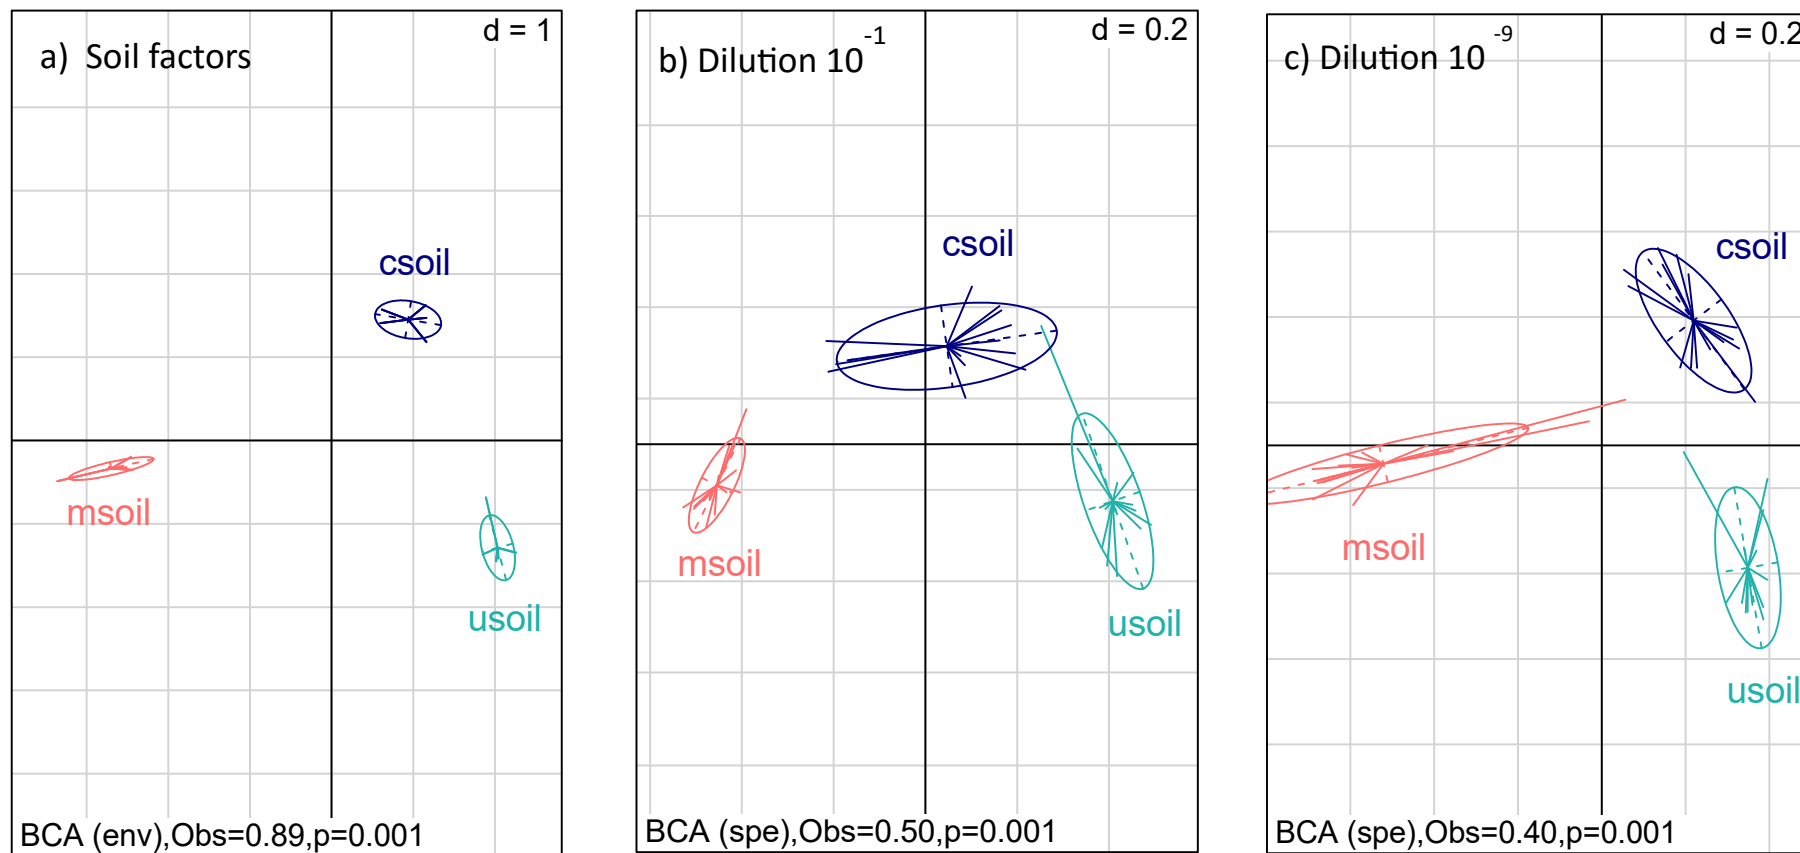 a) Soil factors
d = 1
csoil
msoil
usoil
BCA (env),Obs=0.89,p=0.001
b) Dilution 10-1
d = 0.2
csoil
msoil
usoil
BCA (spe),Obs=0.50,p=0.001
c) Dilution 10-9
d = 0.2
csoil
msoil
usoil
BCA (spe),Obs=0.40,p=0.001